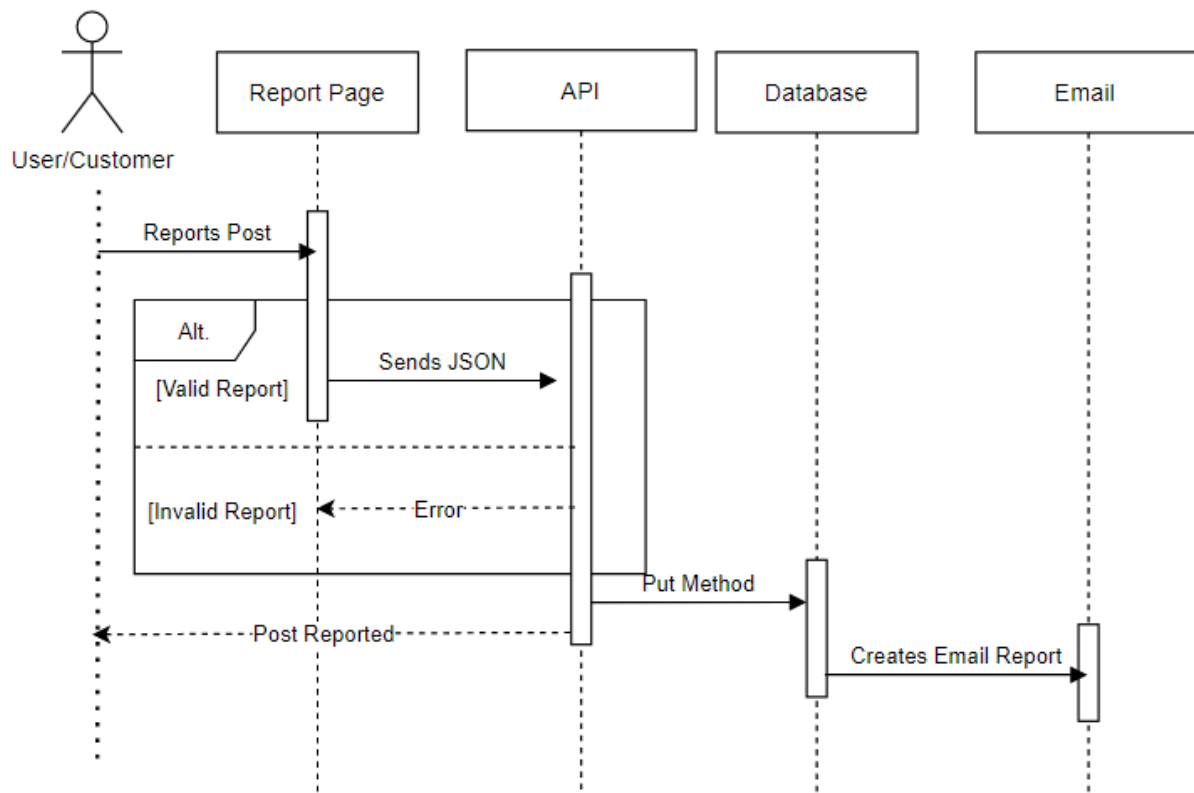 Report Page
API
Database
Email
User/Customer
Reports Post
Alt.
Sends JSON
[Valid Report]
[Invalid Report]
Error
Put Method
Post Reported
Creates Email Report